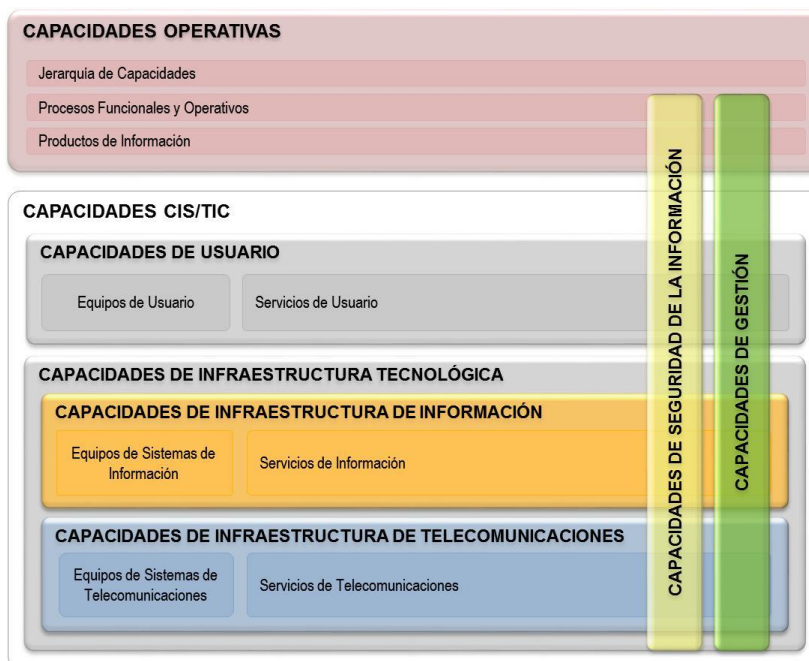 CAPACIDADES OPERATIVAS
Jerarquía de Capacidades
Procesos Funcionales y Operativos
Productos de Información
CAPACIDADES CIS/TIC
CAPACIDADES DE USUARIO
Equipos de Usuario
Servicios de Usuario
CAPACIDADES DE INFRAESTRUCTURA TECNOLÓGICA
CAPACIDADES DE INFRAESTRUCTURA DE INFORMACIÓN
Equipos de Sistemas de
Información
Servicios de Información
CAPACIDADES DE INFRAESTRUCTURA DE TELECOMUNICACIONES
Equipos de Sistemas de
Telecomunicaciones
Servicios de Telecomunicaciones
CAPACIDADES DE SEGURIDAD DE LA INFORMACIÓN
CAPACIDADES DE GESTIÓN